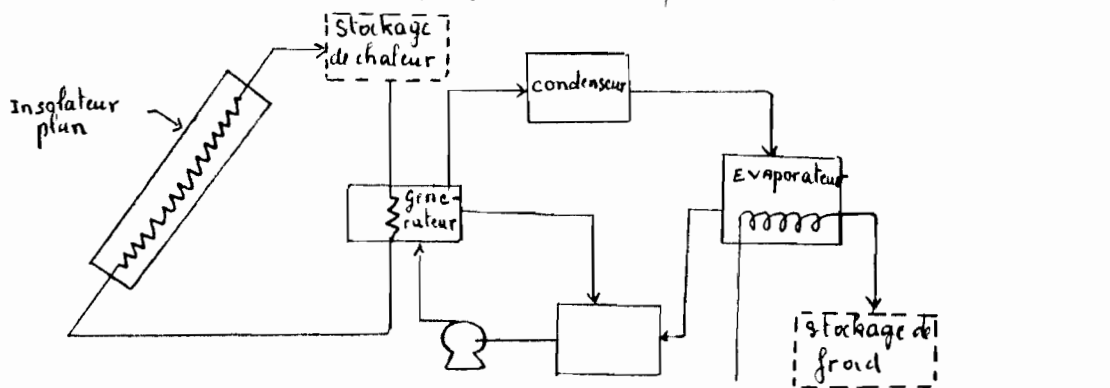 Stockage
de chaleur
Insolateur
plan
condenseur
Evaporateur
géné-
rateur
stockage de
froid